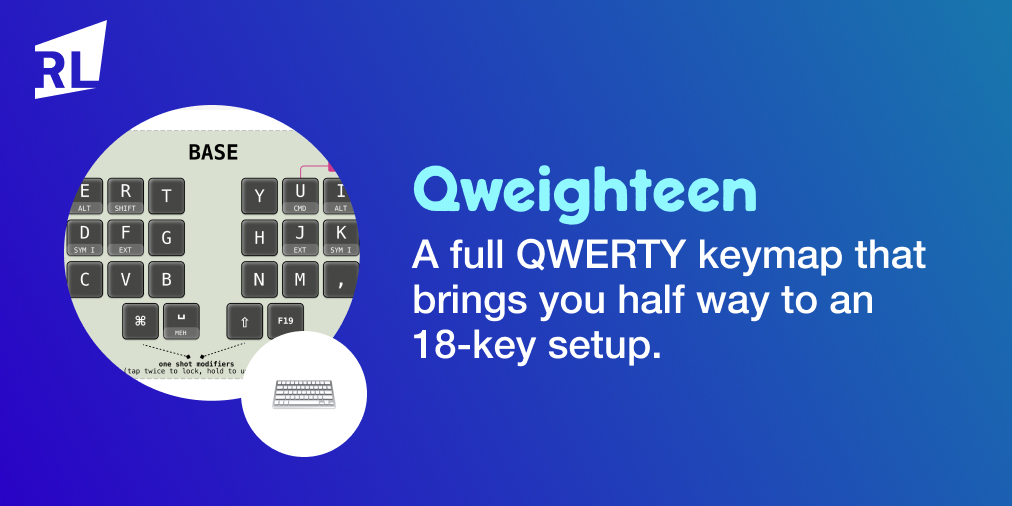 RL
BASE
E R T Y U I
ALT SHIFT CMD ALT
D F G H J K
SYM I EXT EXT SYM I
C V B N M ,
⌘ ␣ ⇧ F19
MEH
one shot modifiers
tap twice to lock, hold to u
Qweighteen
A full QWERTY keymap that
brings you half way to an
18-key setup.